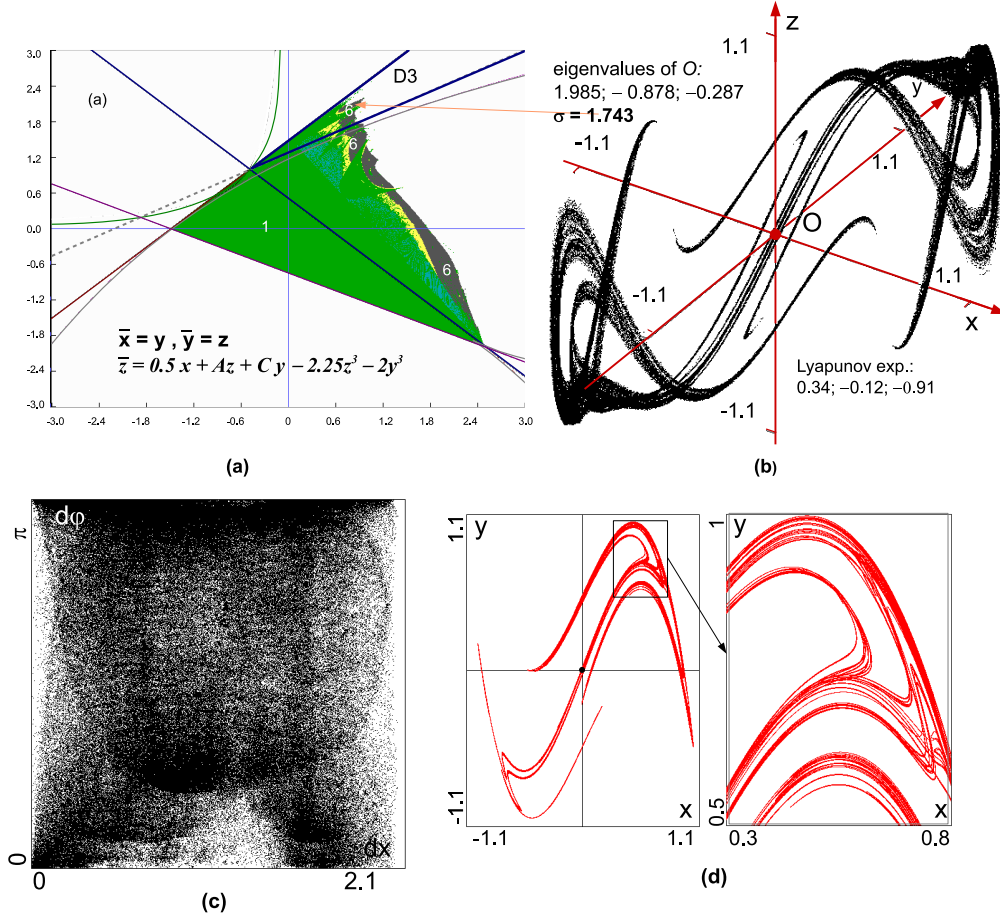 3.0
2.4
1.8
1.2
0.6
0.0
-0.6
-1.2
-1.8
-2.4
-3.0
-3.0 -2.4 -1.8 -1.2 -0.6 0 0.6 1.2 1.8 2.4 3.0
(a)
D3
6
6
1
6
x̅ = y , y̅ = z
z̅ = 0.5 x + Az + C y – 2.25z³ – 2y³
(a)
z
1.1
eigenvalues of O:
1.985; – 0.878; –0.287
σ = 1.743
y
-1.1
1.1
O
-1.1
1.1
x
Lyapunov exp.:
0.34; –0.12; –0.91
-1.1
(b)
π
dφ
0
dx
0 2.1
(c)
1.1
y
-1.1
x
-1.1 1.1
1
y
0.5
x
0.3 0.8
(d)